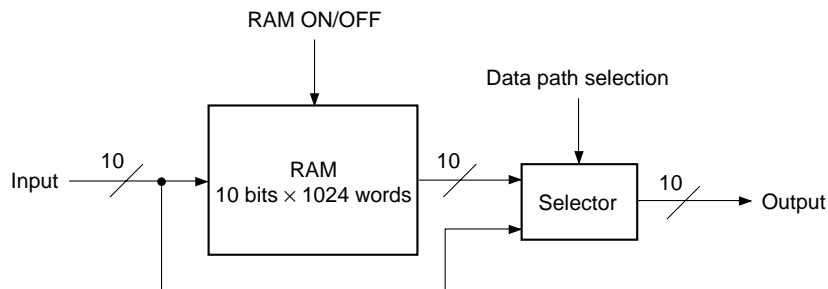 RAM ON/OFF
Data path selection
Input
10
RAM
10 bits × 1024 words
10
Selector
10
Output